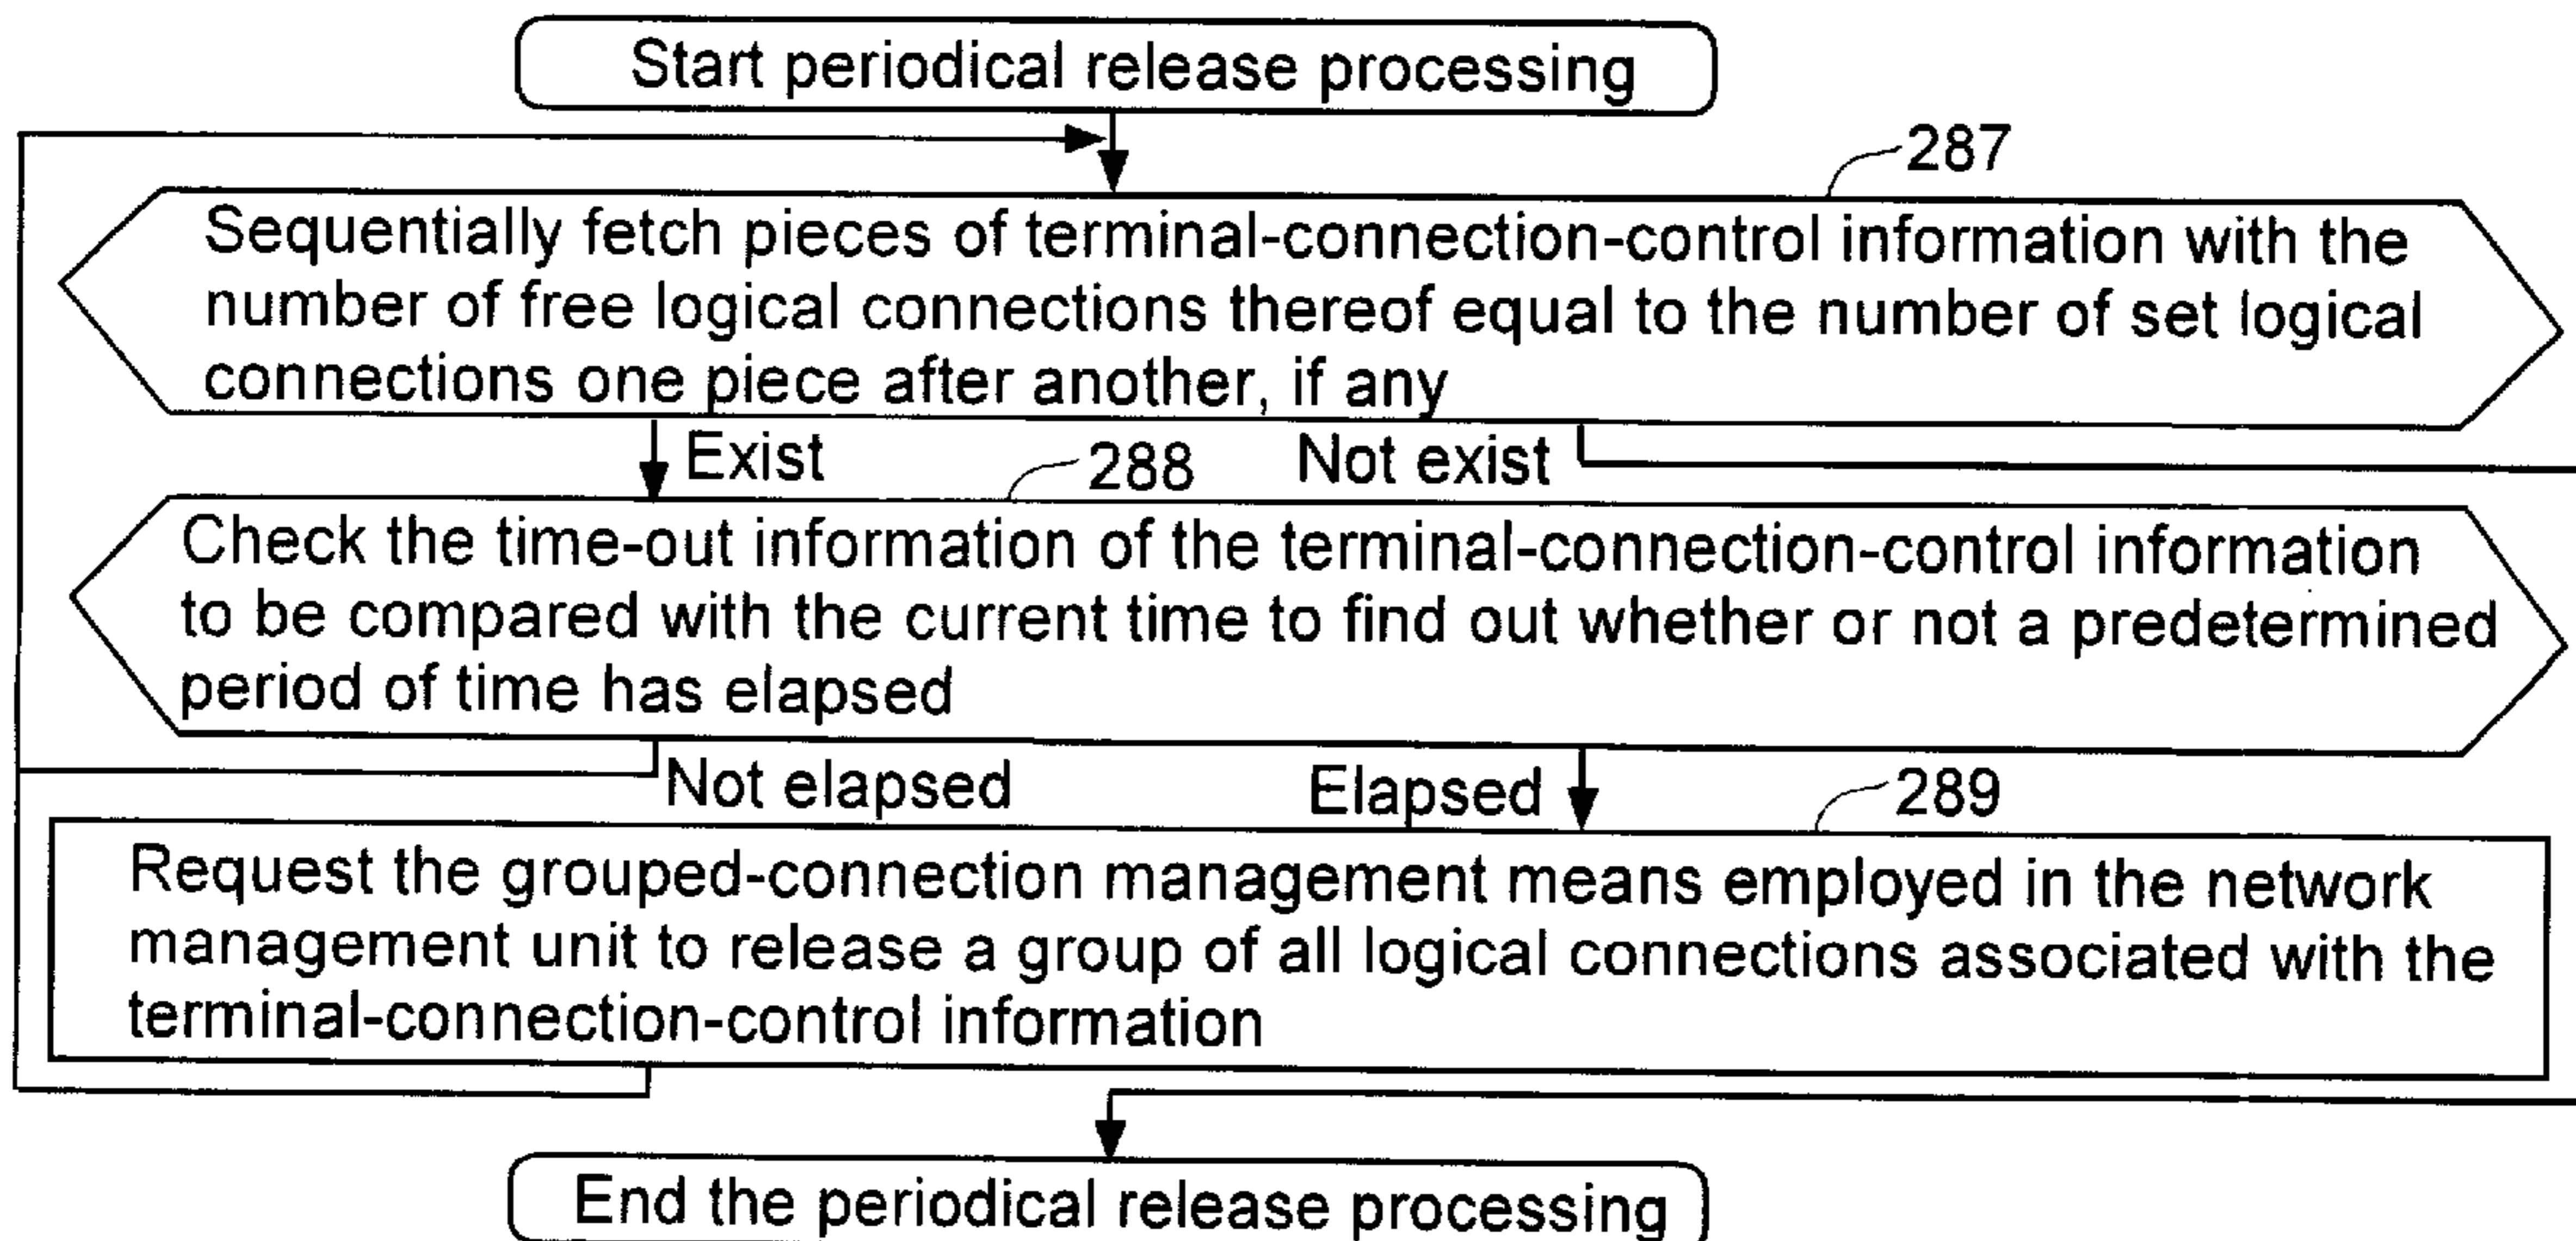 Start periodical release processing
287
Sequentially fetch pieces of terminal-connection-control information with the
number of free logical connections thereof equal to the number of set logical
connections one piece after another, if any
Exist
288
Not exist
Check the time-out information of the terminal-connection-control information
to be compared with the current time to find out whether or not a predetermined
period of time has elapsed
Not elapsed
Elapsed
289
Request the grouped-connection management means employed in the network
management unit to release a group of all logical connections associated with the
terminal-connection-control information
End the periodical release processing